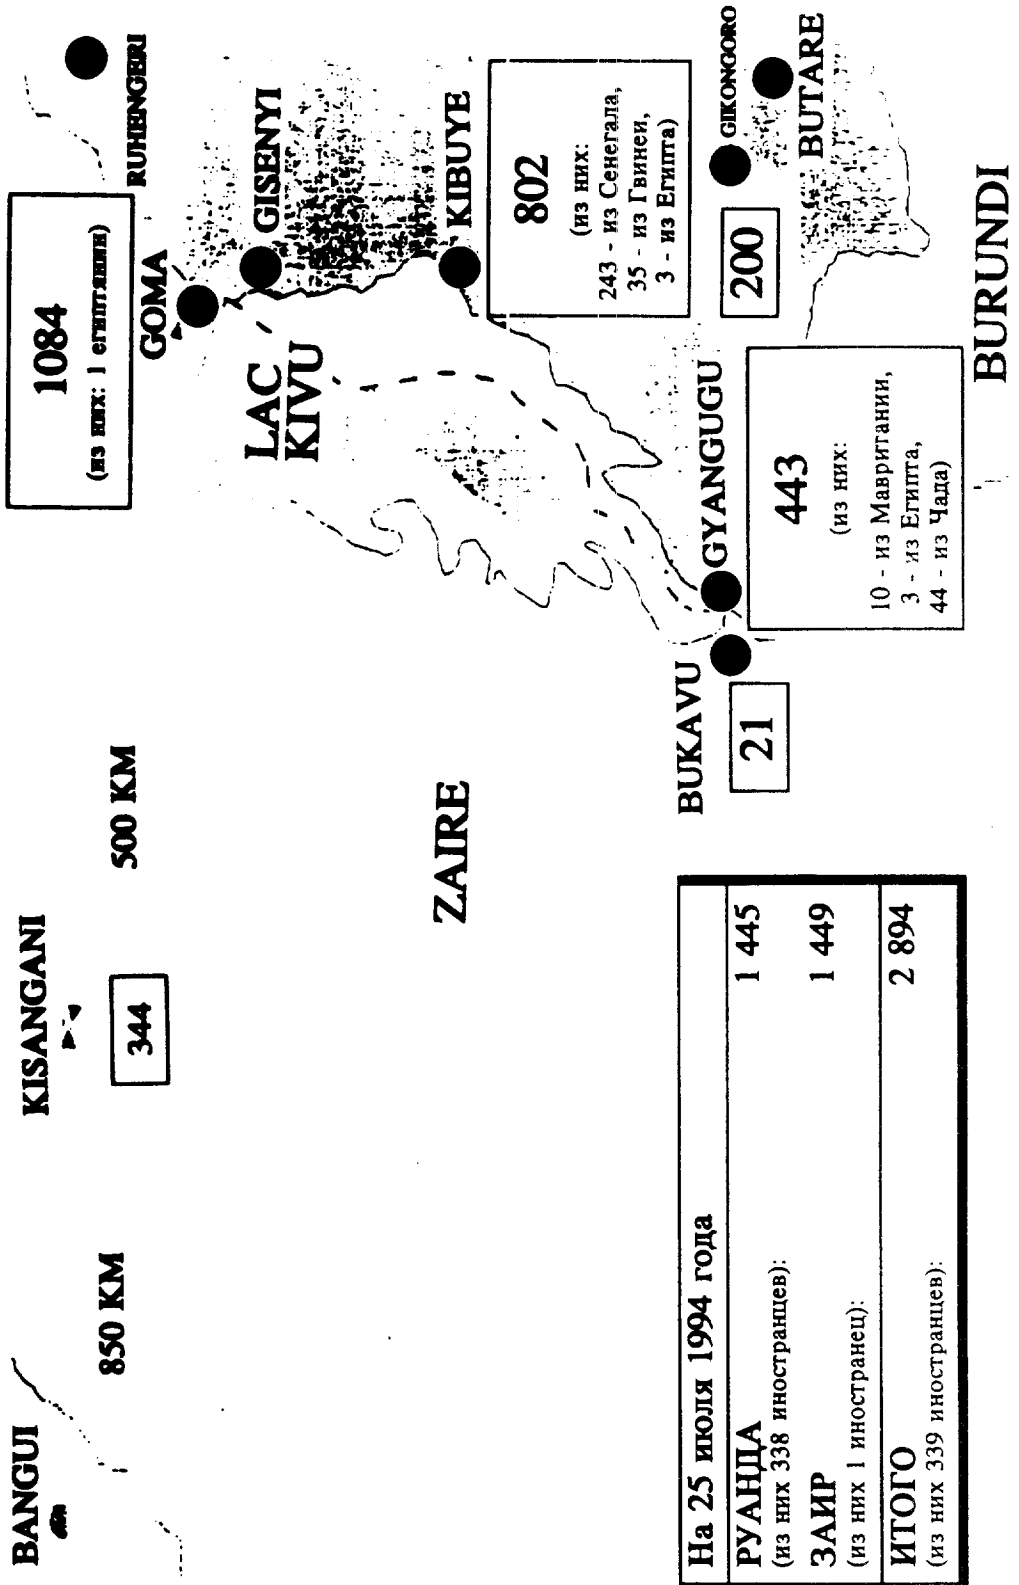 BANGUI
850 KM
KISANGANI
344
500 KM
1084
(из них: 1 египтянин)
GOMA
RUHENGERI
GISENYI
LAC
KIVU
KIBUYE
ZAIRE
802
(из них:
243 - из Сенегала,
35 - из Гвинеи,
3 - из Египта)
GIKONGORO
200
BUTARE
BUKAVU
21
GYANGUGU
443
(из них:
10 - из Мавритании,
3 - из Египта,
44 - из Чада)
BURUNDI
На 25 июля 1994 года
РУАНДА 1 445
(из них 338 иностранцев):
ЗАИР 1 449
(из них 1 иностранец):
ИТОГО 2 894
(из них 339 иностранцев):